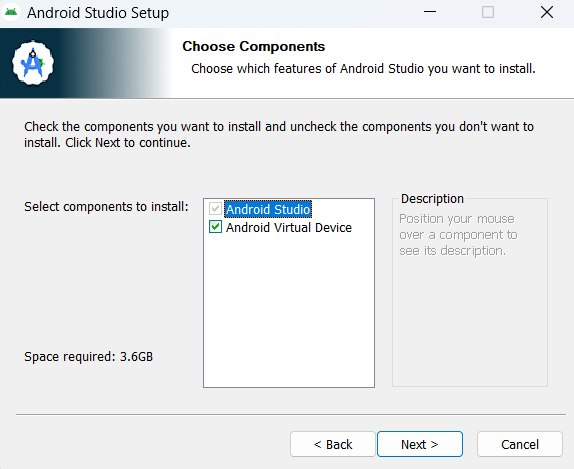 Android Studio Setup
Choose Components
Choose which features of Android Studio you want to install.
Check the components you want to install and uncheck the components you don't want to
install. Click Next to continue.
Select components to install:
Android Studio
Android Virtual Device
Description
Position your mouse
over a component to
see its description.
Space required: 3.6GB
< Back
Next >
Cancel